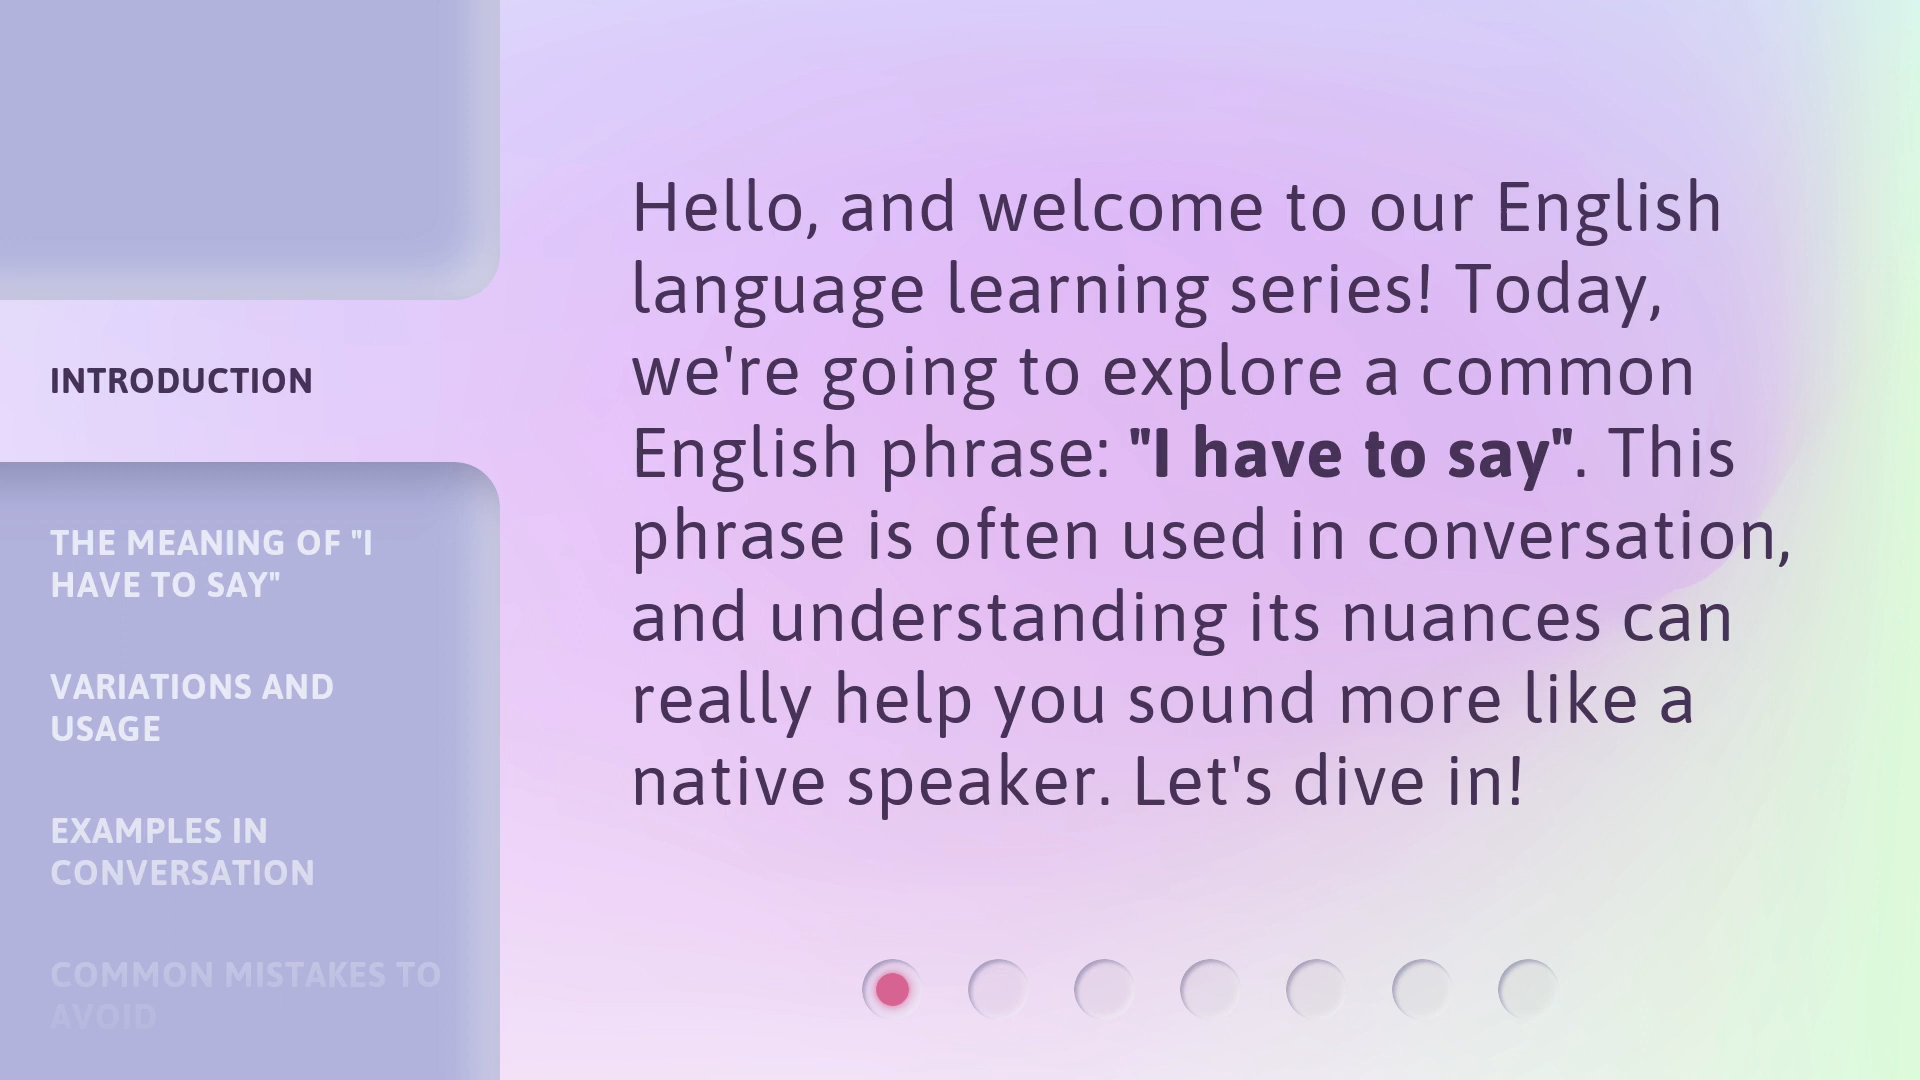 INTRODUCTION
THE MEANING OF "I
HAVE TO SAY"
VARIATIONS AND
USAGE
EXAMPLES IN
CONVERSATION
COMMON MISTAKES TO
AVOID
Hello, and welcome to our English
language learning series! Today,
we're going to explore a common
English phrase: "I have to say". This
phrase is often used in conversation,
and understanding its nuances can
really help you sound more like a
native speaker. Let's dive in!